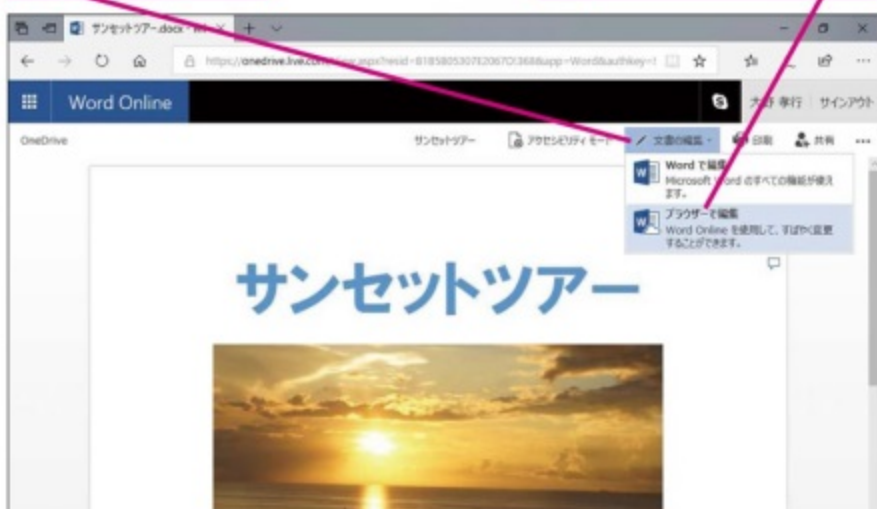 サンセットツアー.docx
Word Online
大野 孝行 サインアウト
OneDrive
サンセットツアー
アクセシビリティ モード
文書の編集
印刷
共有
Word で編集
Microsoft Word のすべての機能が使え
ます。
ブラウザーで編集
Word Online を使用して、すばやく変更
することができます。
サンセットツアー